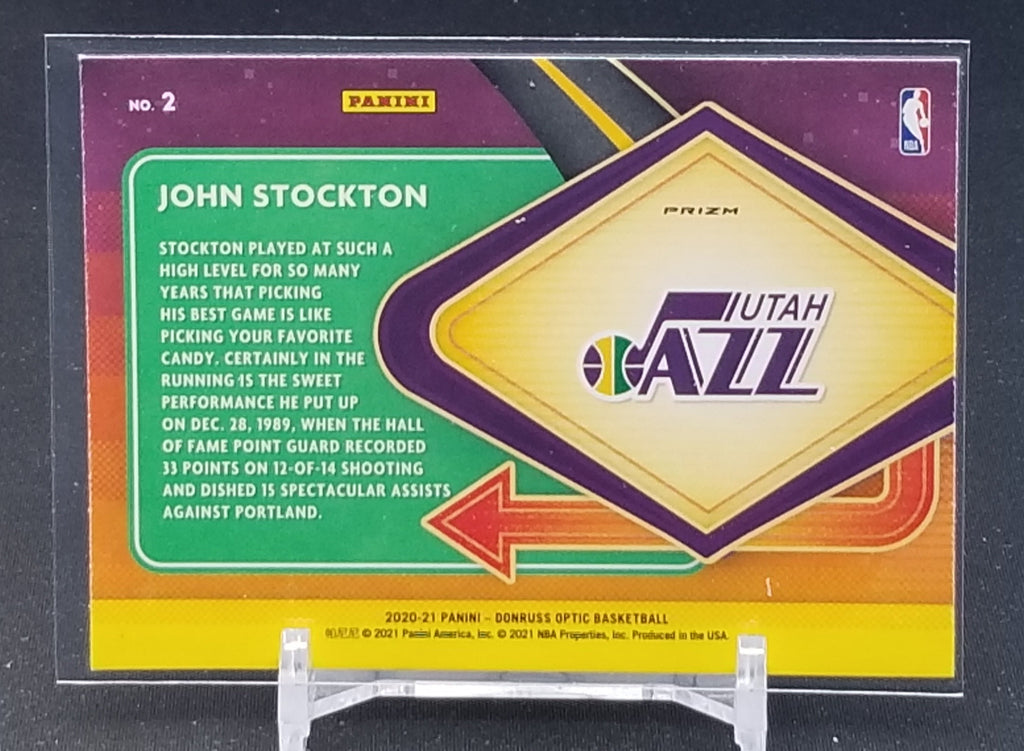 NO. 2
PANINI
NBA
JOHN STOCKTON
STOCKTON PLAYED AT SUCH A
HIGH LEVEL FOR SO MANY
YEARS THAT PICKING
HIS BEST GAME IS LIKE
PICKING YOUR FAVORITE
CANDY. CERTAINLY IN THE
RUNNING IS THE SWEET
PERFORMANCE HE PUT UP
ON DEC. 28, 1989, WHEN THE HALL
OF FAME POINT GUARD RECORDED
33 POINTS ON 12-OF-14 SHOOTING
AND DISHED 15 SPECTACULAR ASSISTS
AGAINST PORTLAND.
PRIZM
UTAH
JAZZ
2020-21 PANINI – DONRUSS OPTIC BASKETBALL
© 2021 Panini America, Inc. © 2021 NBA Properties, Inc. Produced in the USA.